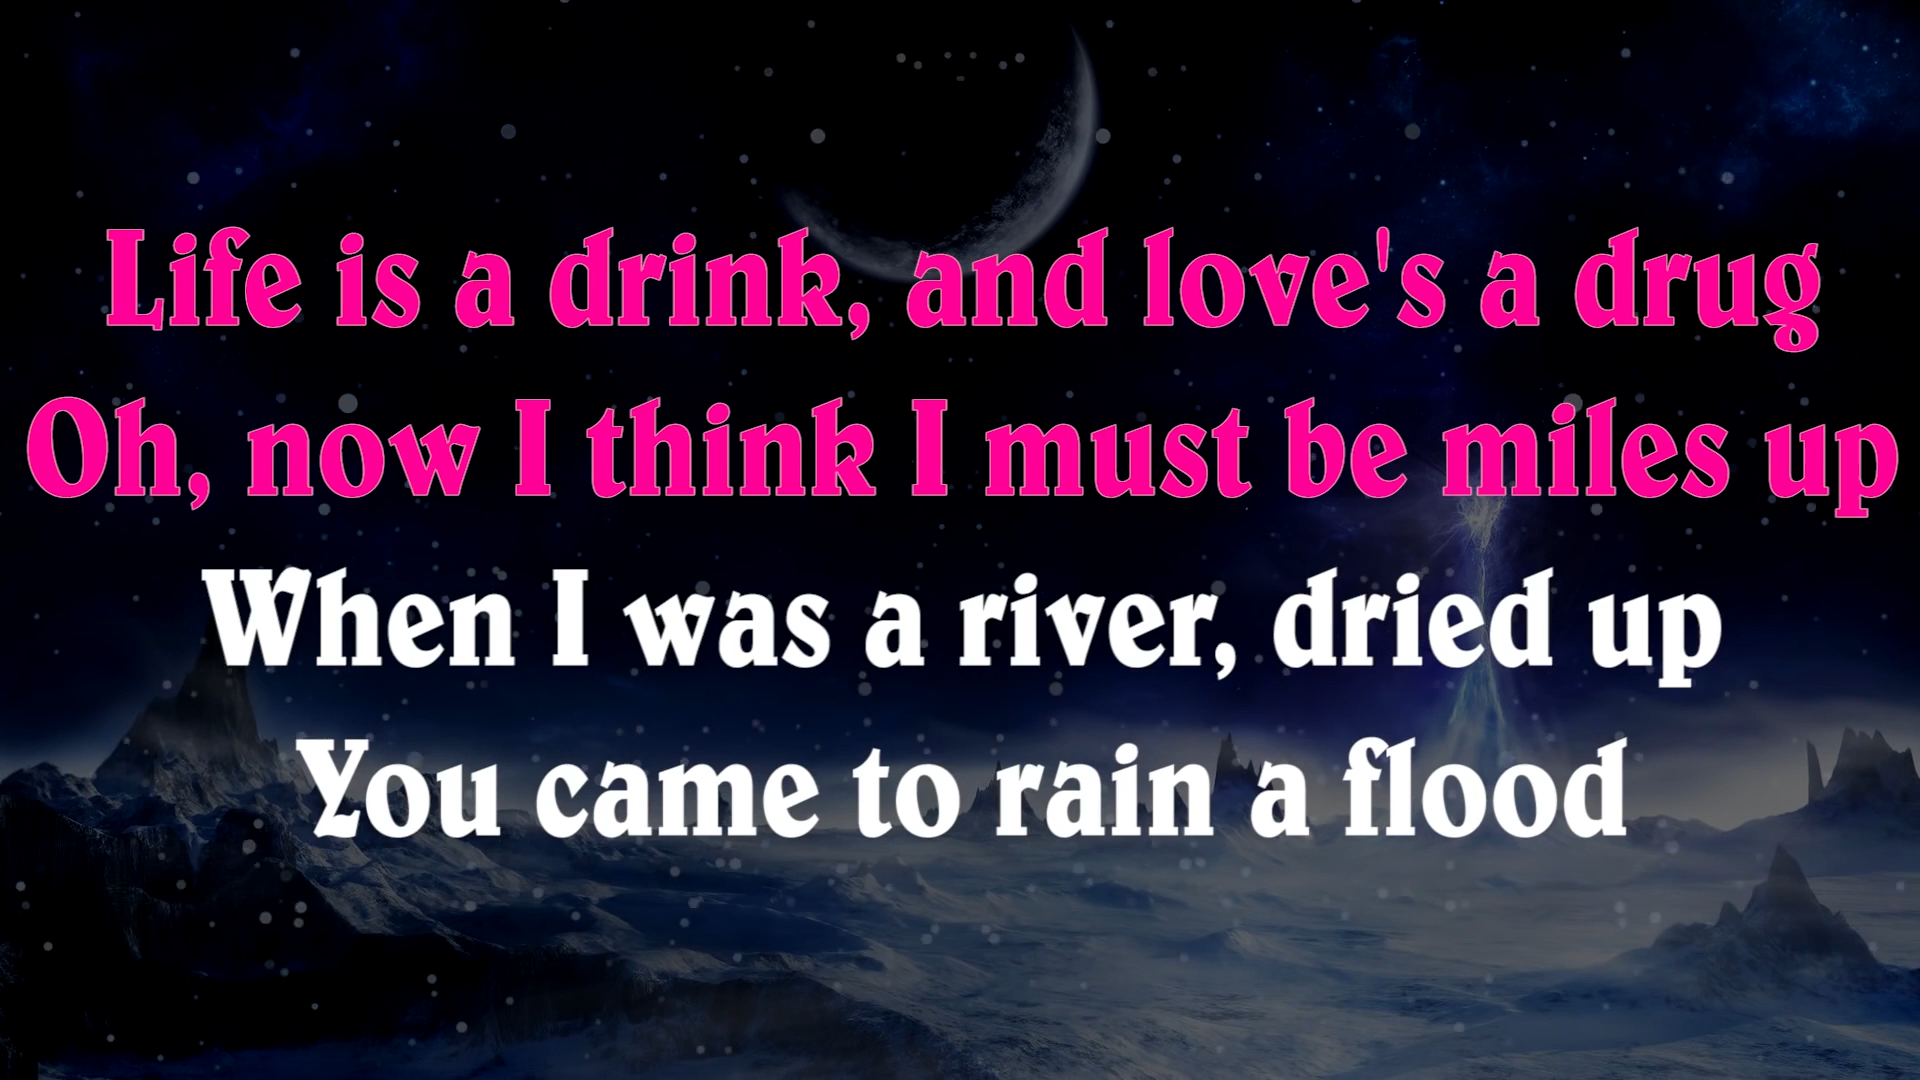 Life is a drink, and love's a drug
Oh, now I think I must be miles up
When I was a river, dried up
You came to rain a flood